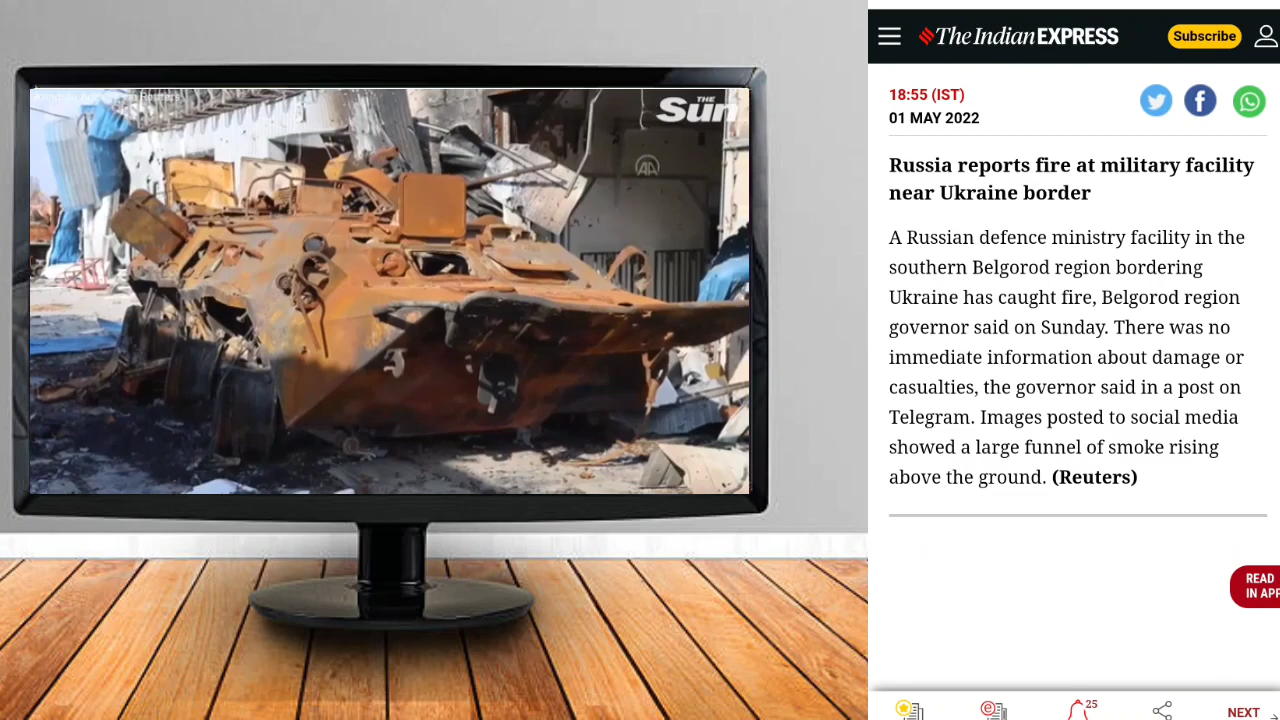 THE
Sun
AA
The Indian EXPRESS
Subscribe
18:55 (IST)
01 MAY 2022
Russia reports fire at military facility
near Ukraine border
A Russian defence ministry facility in the
southern Belgorod region bordering
Ukraine has caught fire, Belgorod region
governor said on Sunday. There was no
immediate information about damage or
casualties, the governor said in a post on
Telegram. Images posted to social media
showed a large funnel of smoke rising
above the ground. (Reuters)
READ
IN APP
25
NEXT